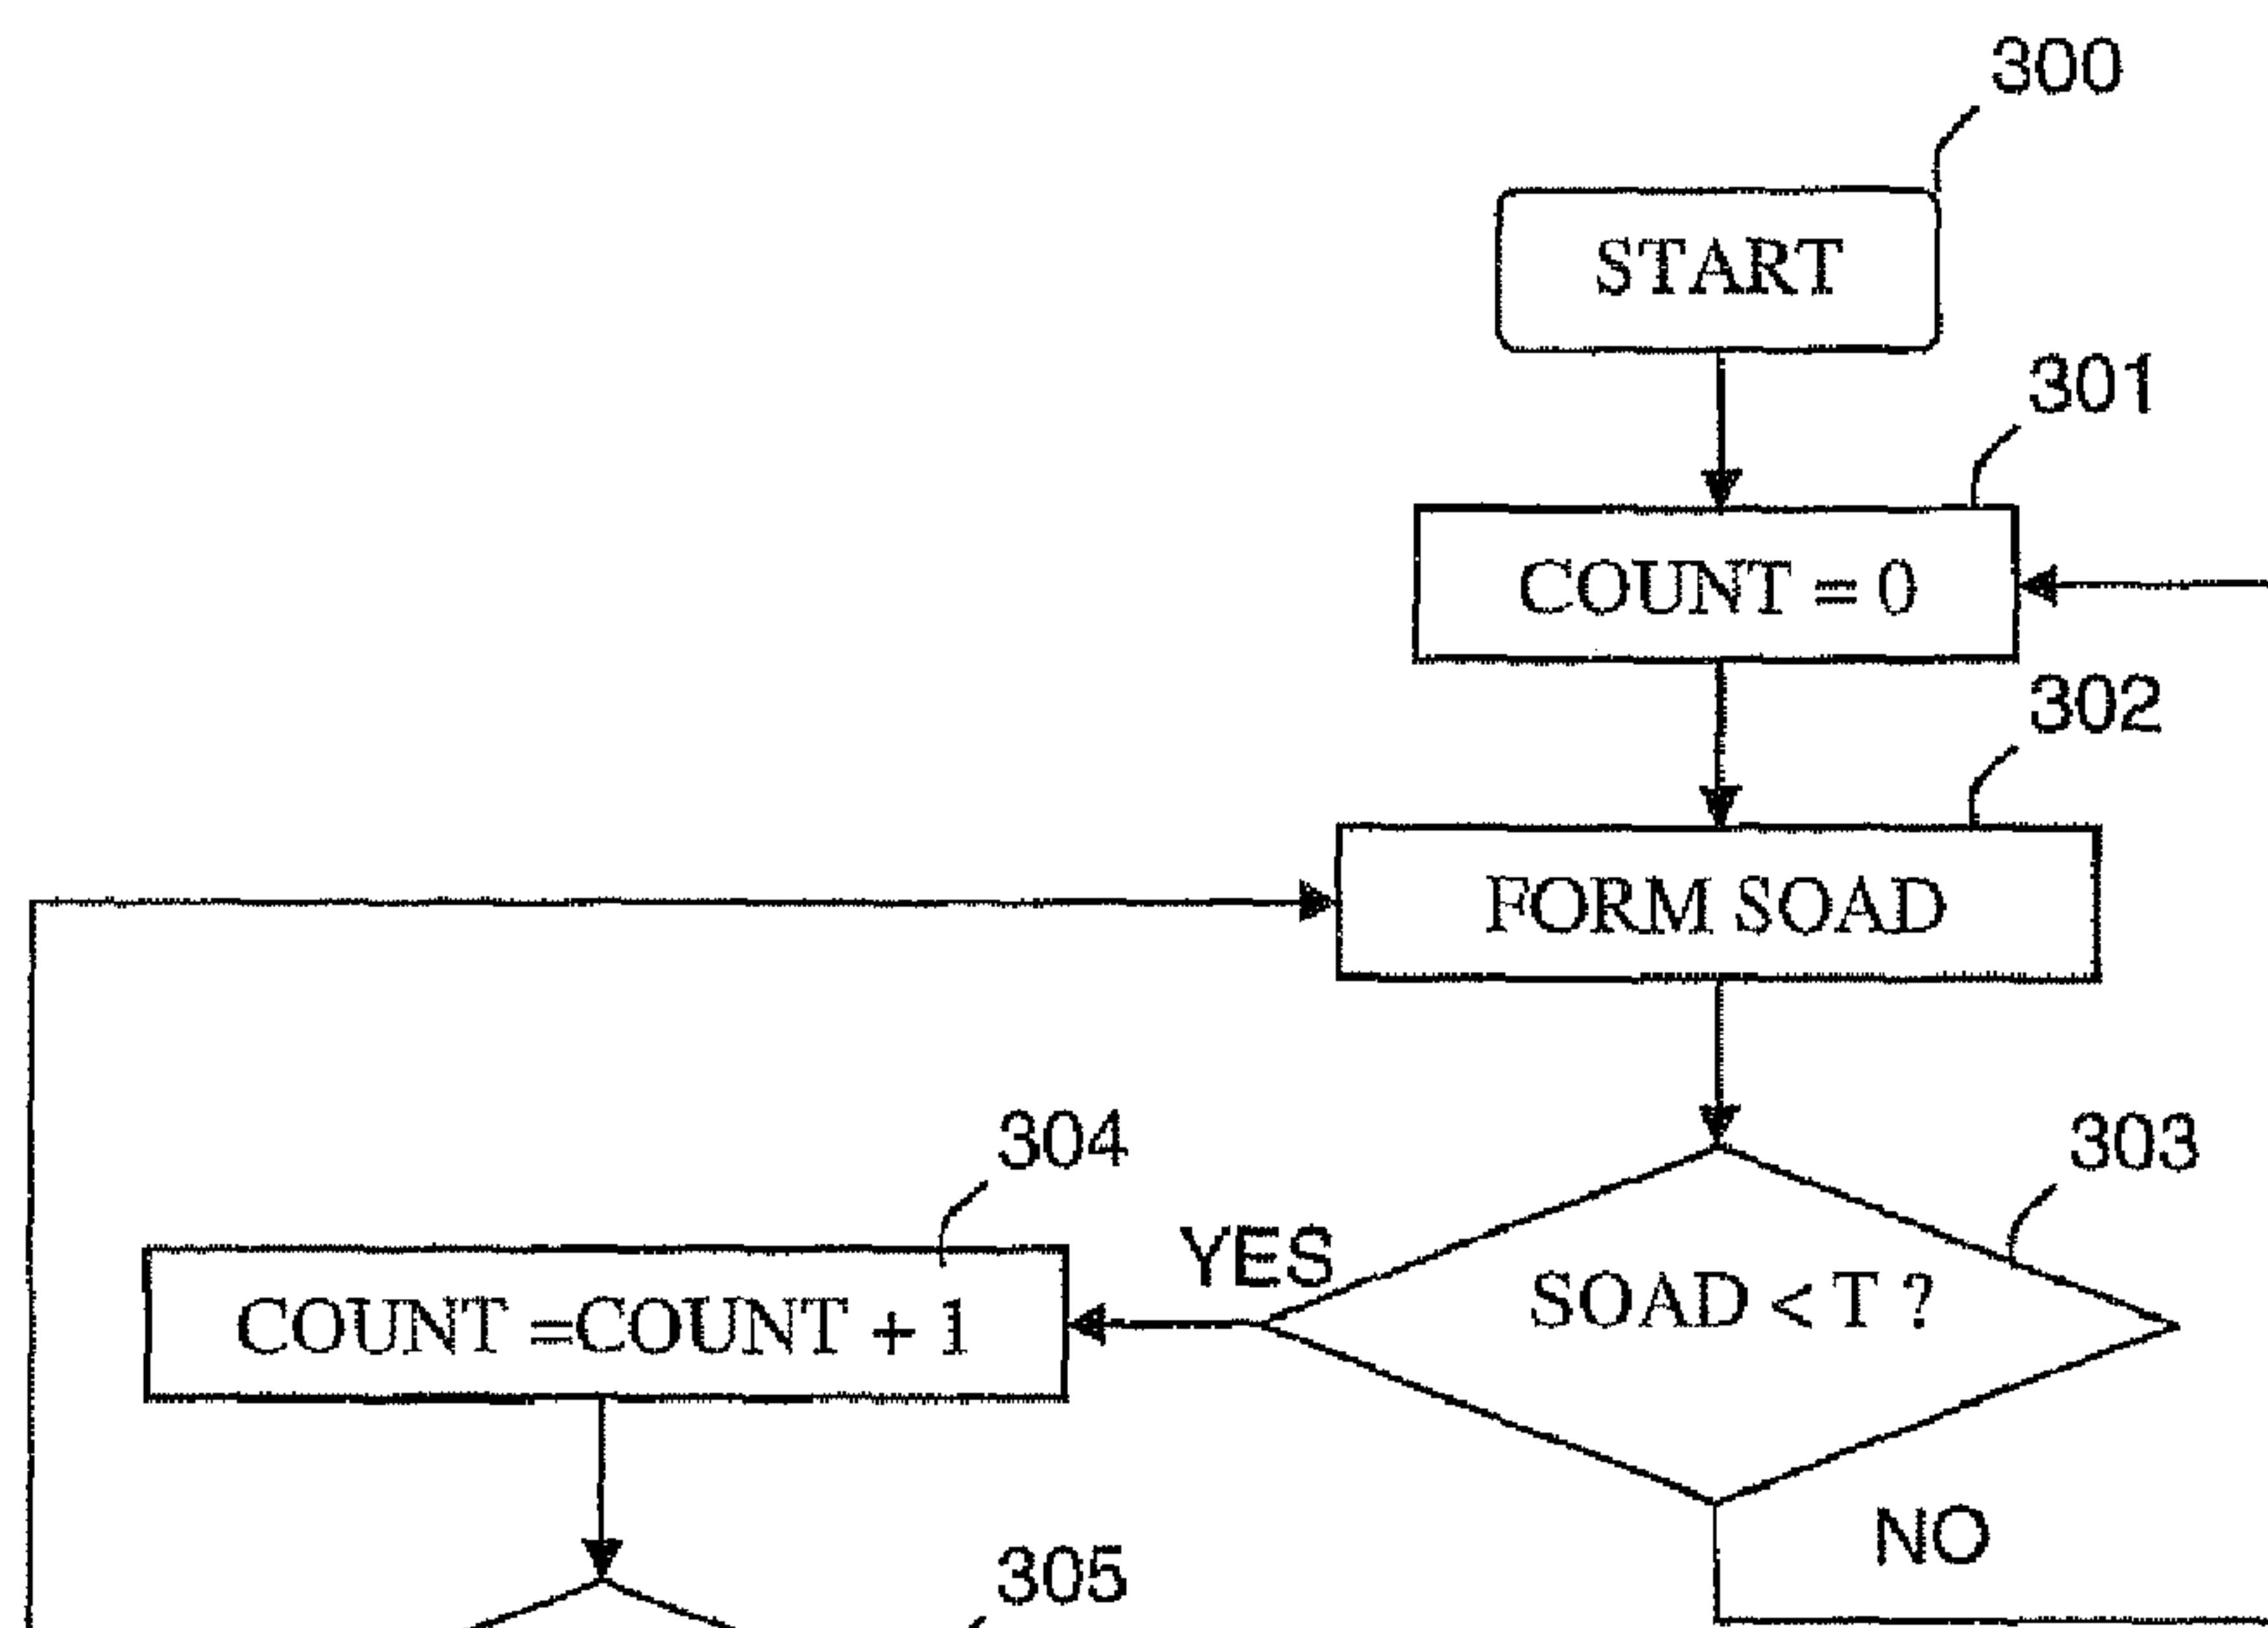 300
START
301
COUNT = 0
302
FORM SOAD
303
SOAD < T ?
YES
304
COUNT =COUNT + 1
NO
305